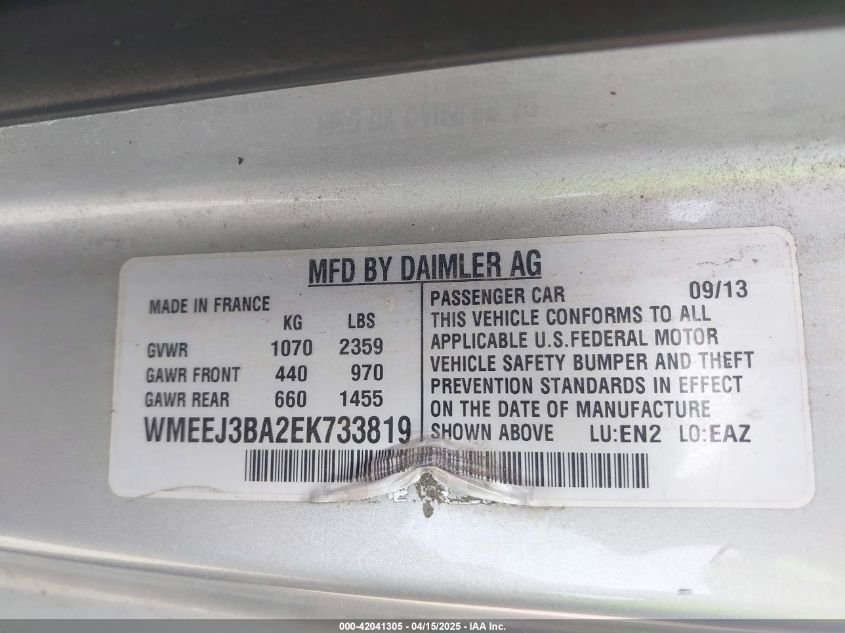 MFD BY DAIMLER AG
MADE IN FRANCE
KG LBS
GVWR 1070 2359
GAWR FRONT 440 970
GAWR REAR 660 1455
WMEEJ3BA2EK733819
PASSENGER CAR 09/13
THIS VEHICLE CONFORMS TO ALL
APPLICABLE U.S.FEDERAL MOTOR
VEHICLE SAFETY BUMPER AND THEFT
PREVENTION STANDARDS IN EFFECT
ON THE DATE OF MANUFACTURE
SHOWN ABOVE LU:EN2 LO:EAZ
000-42041305 - 04/15/2025 - IAA Inc.